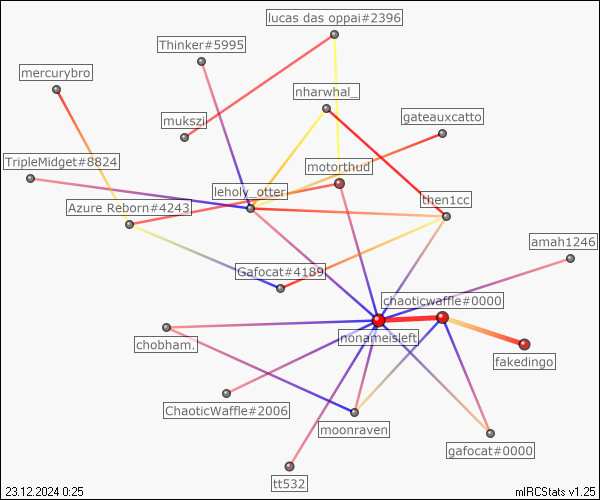 lucas das oppai#2396
Thinker#5995
mercurybro
nharwhal_
gateauxcatto
mukszi
TripleMidget#8824
motorthud
leholy_otter
then1cc
Azure Reborn#4243
amah1246
Gafocat#4189
chaoticwaffle#0000
nonameisleft
chobham.
fakedingo
ChaoticWaffle#2006
moonraven
gafocat#0000
tt532
23.12.2024 0:25
mIRCStats v1.25